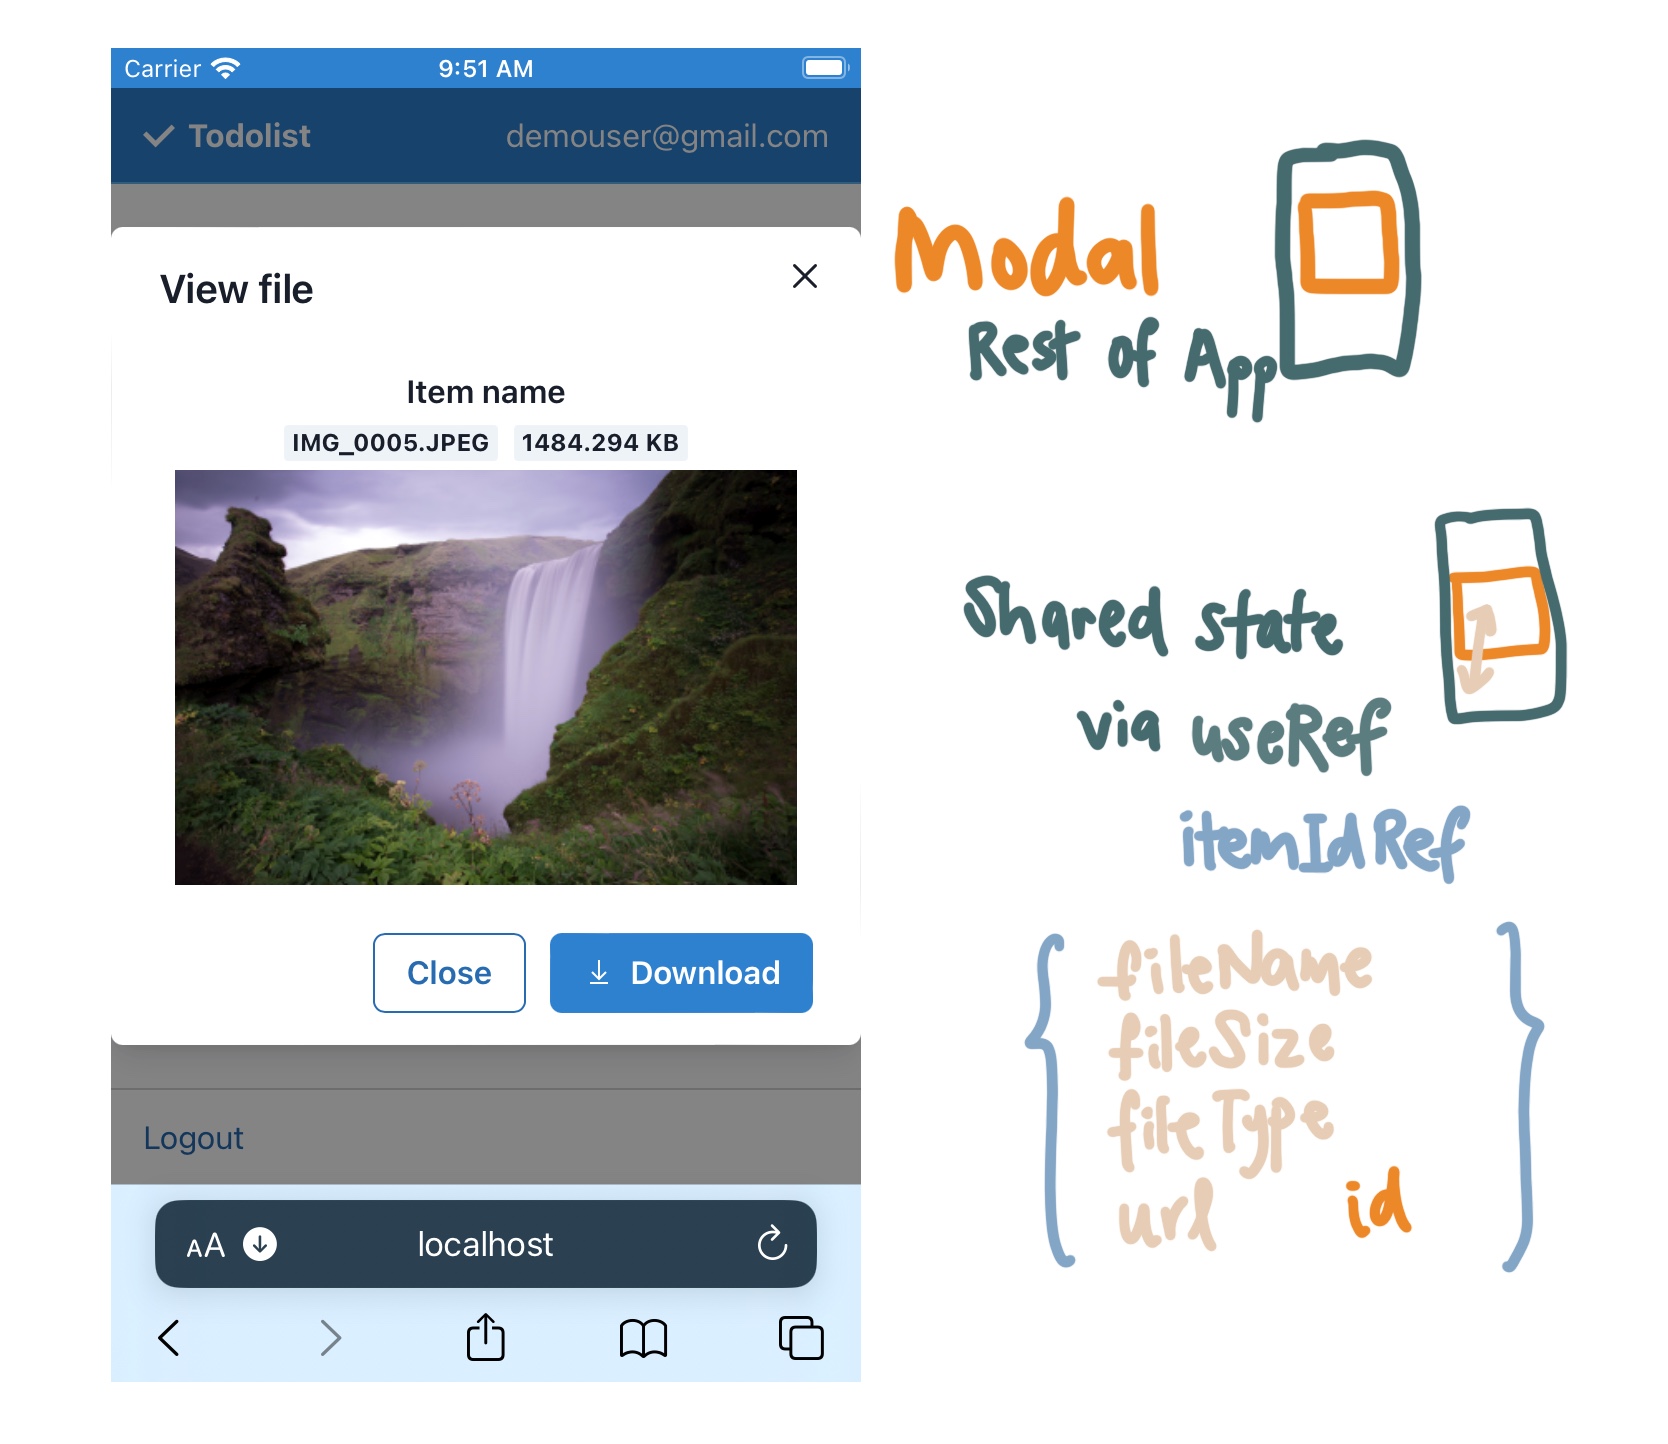 Carrier 9:51 AM
Todolist demouser@gmail.com
View file
Item name
IMG_0005.JPEG 1484.294 KB
Close Download
Logout
AA localhost
Modal
Rest of App
Shared state
via useRef
itemIdRef
{ fileName }
fileSize
fileType
url id